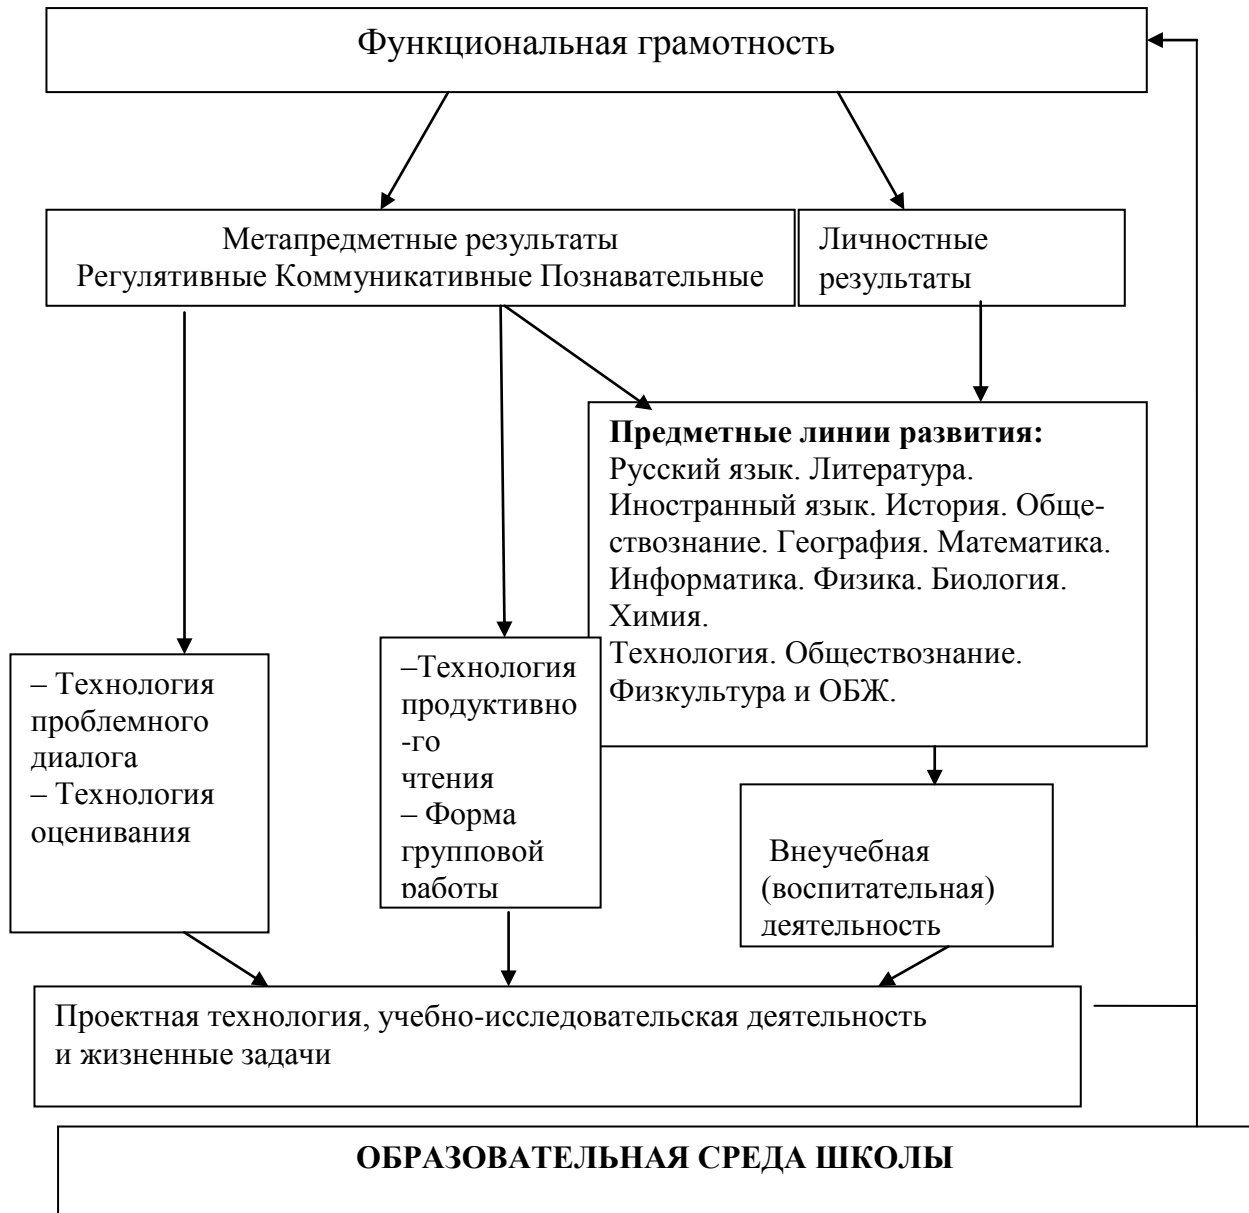 Функциональная грамотность
Метапредметные результаты
Регулятивные Коммуникативные Познавательные
Личностные
результаты
Предметные линии развития:
Русский язык. Литература.
Иностранный язык. История. Обще-
ствознание. География. Математика.
Информатика. Физика. Биология.
Химия.
Технология. Обществознание.
Физкультура и ОБЖ.
– Технология
проблемного
диалога
– Технология
оценивания
–Технология
продуктивно
-го
чтения
– Форма
групповой
работы
Внеучебная
(воспитательная)
деятельность
Проектная технология, учебно-исследовательская деятельность
и жизненные задачи
ОБРАЗОВАТЕЛЬНАЯ СРЕДА ШКОЛЫ